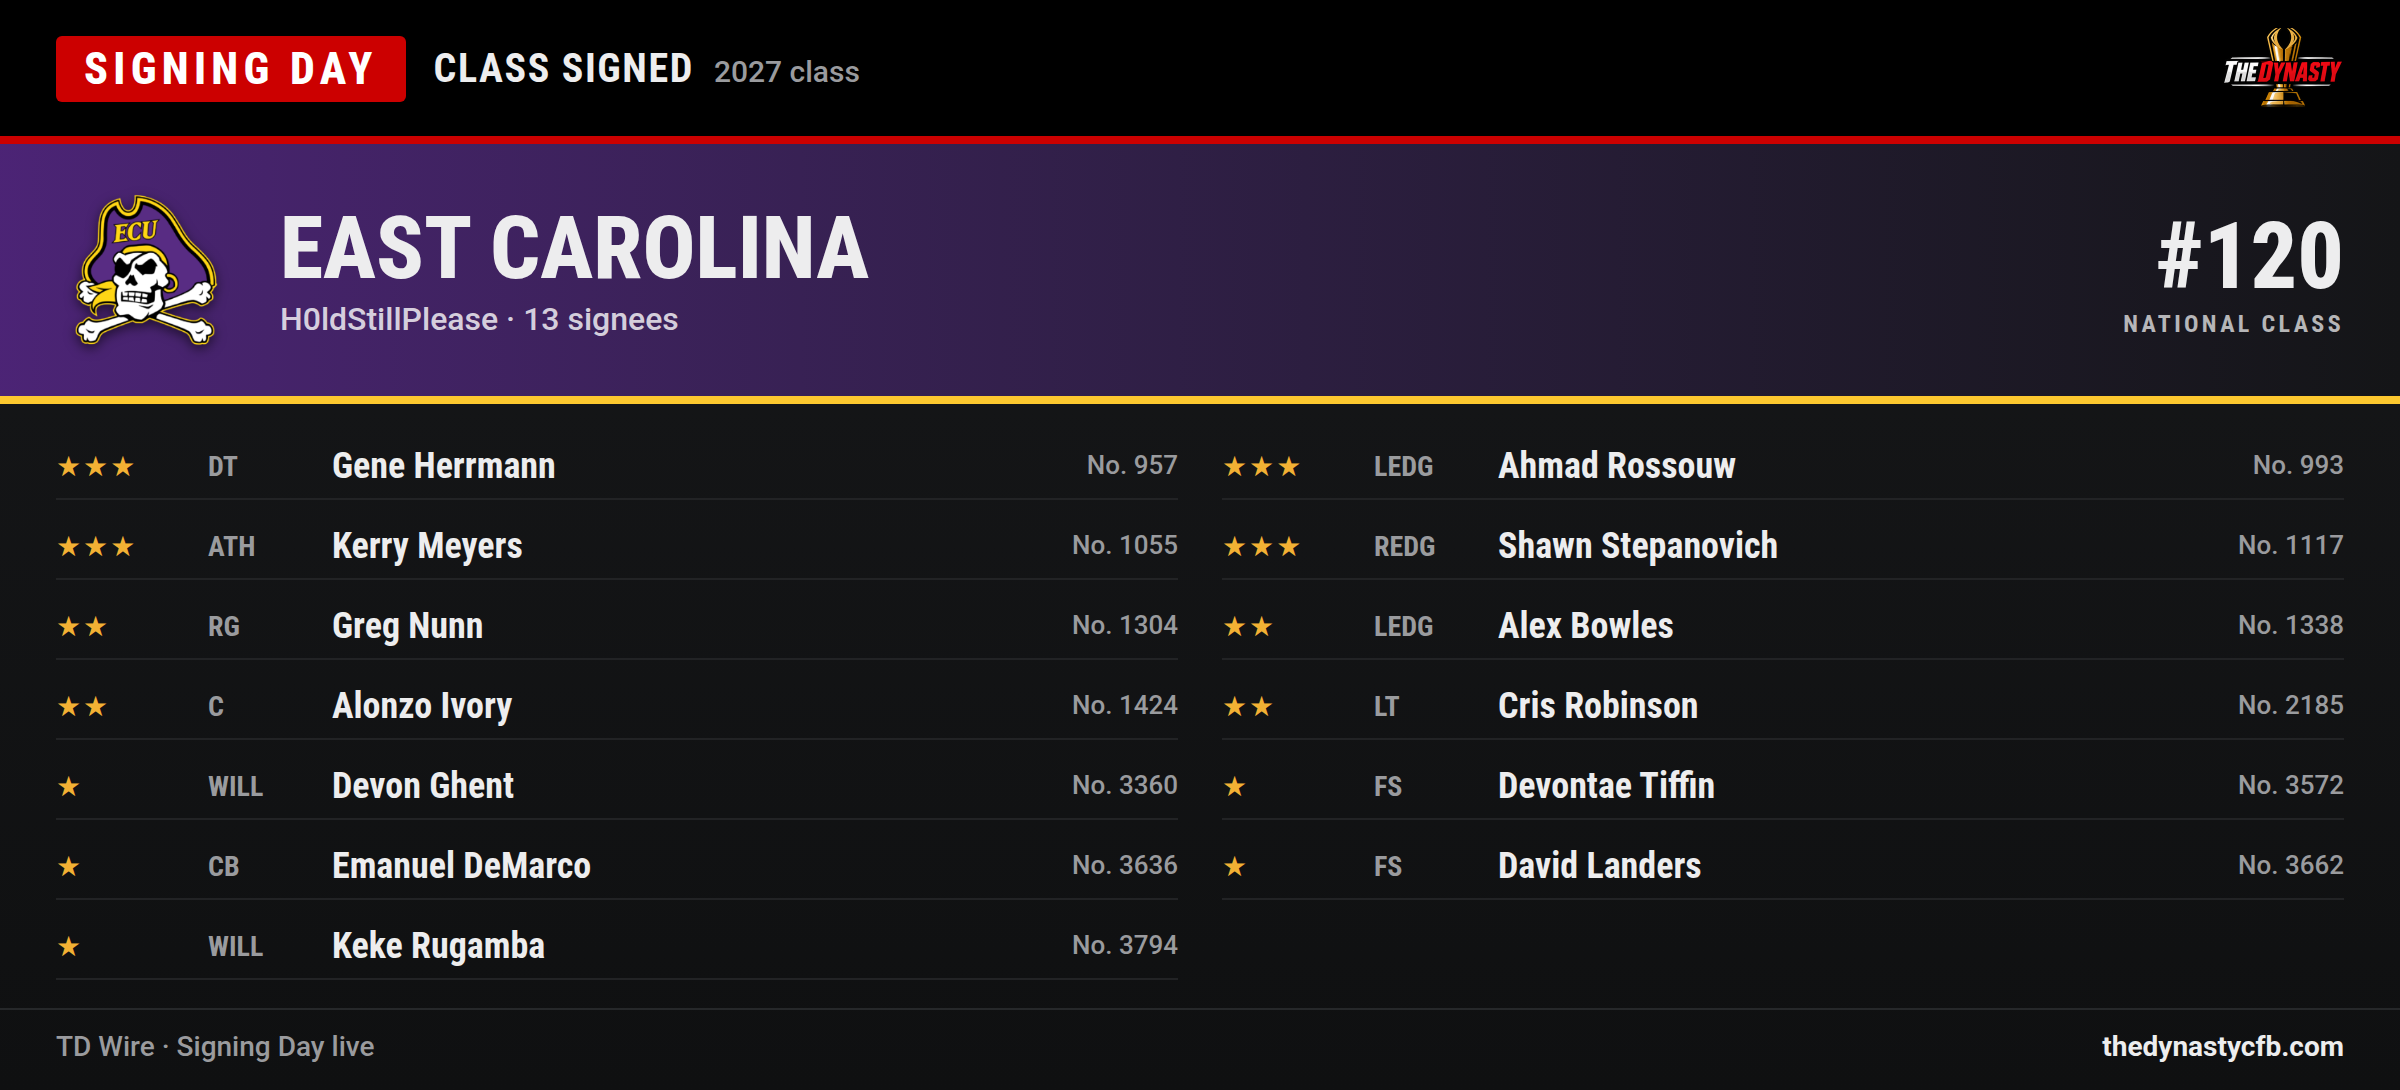 SIGNING DAY CLASS SIGNED 2027 class
THE DYNASTY
ECU
EAST CAROLINA
H0ldStillPlease · 13 signees
#120
NATIONAL CLASS
★★★ DT Gene Herrmann No. 957
★★★ LEDG Ahmad Rossouw No. 993
★★★ ATH Kerry Meyers No. 1055
★★★ REDG Shawn Stepanovich No. 1117
★★ RG Greg Nunn No. 1304
★★ LEDG Alex Bowles No. 1338
★★ C Alonzo Ivory No. 1424
★★ LT Cris Robinson No. 2185
★ WILL Devon Ghent No. 3360
★ FS Devontae Tiffin No. 3572
★ CB Emanuel DeMarco No. 3636
★ FS David Landers No. 3662
★ WILL Keke Rugamba No. 3794
TD Wire · Signing Day live
thedynastycfb.com